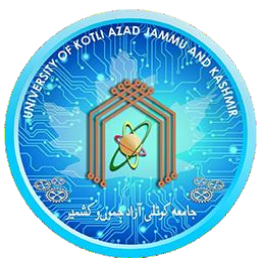 UNIVERSITY OF KOTLI AZAD JAMMU AND KASHMIR
جامعہ کوٹلی آزاد جموں و کشمیر